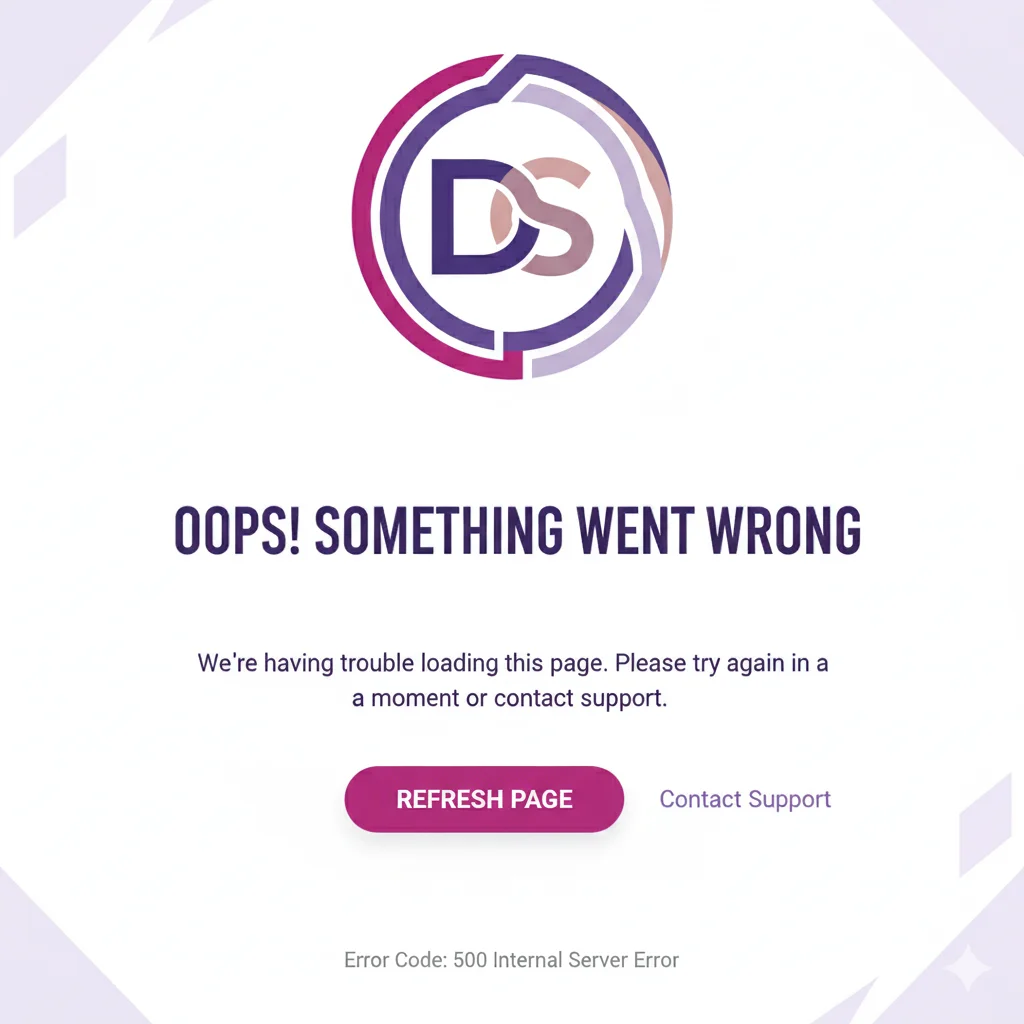 DS
OOPS! SOMETHING WENT WRONG
We're having trouble loading this page. Please try again in a
a moment or contact support.
REFRESH PAGE
Contact Support
Error Code: 500 Internal Server Error